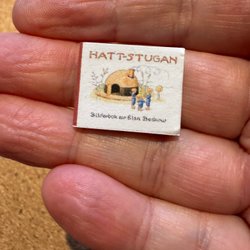 HATT-STUGAN
Bilderbok av Elsa Beskow